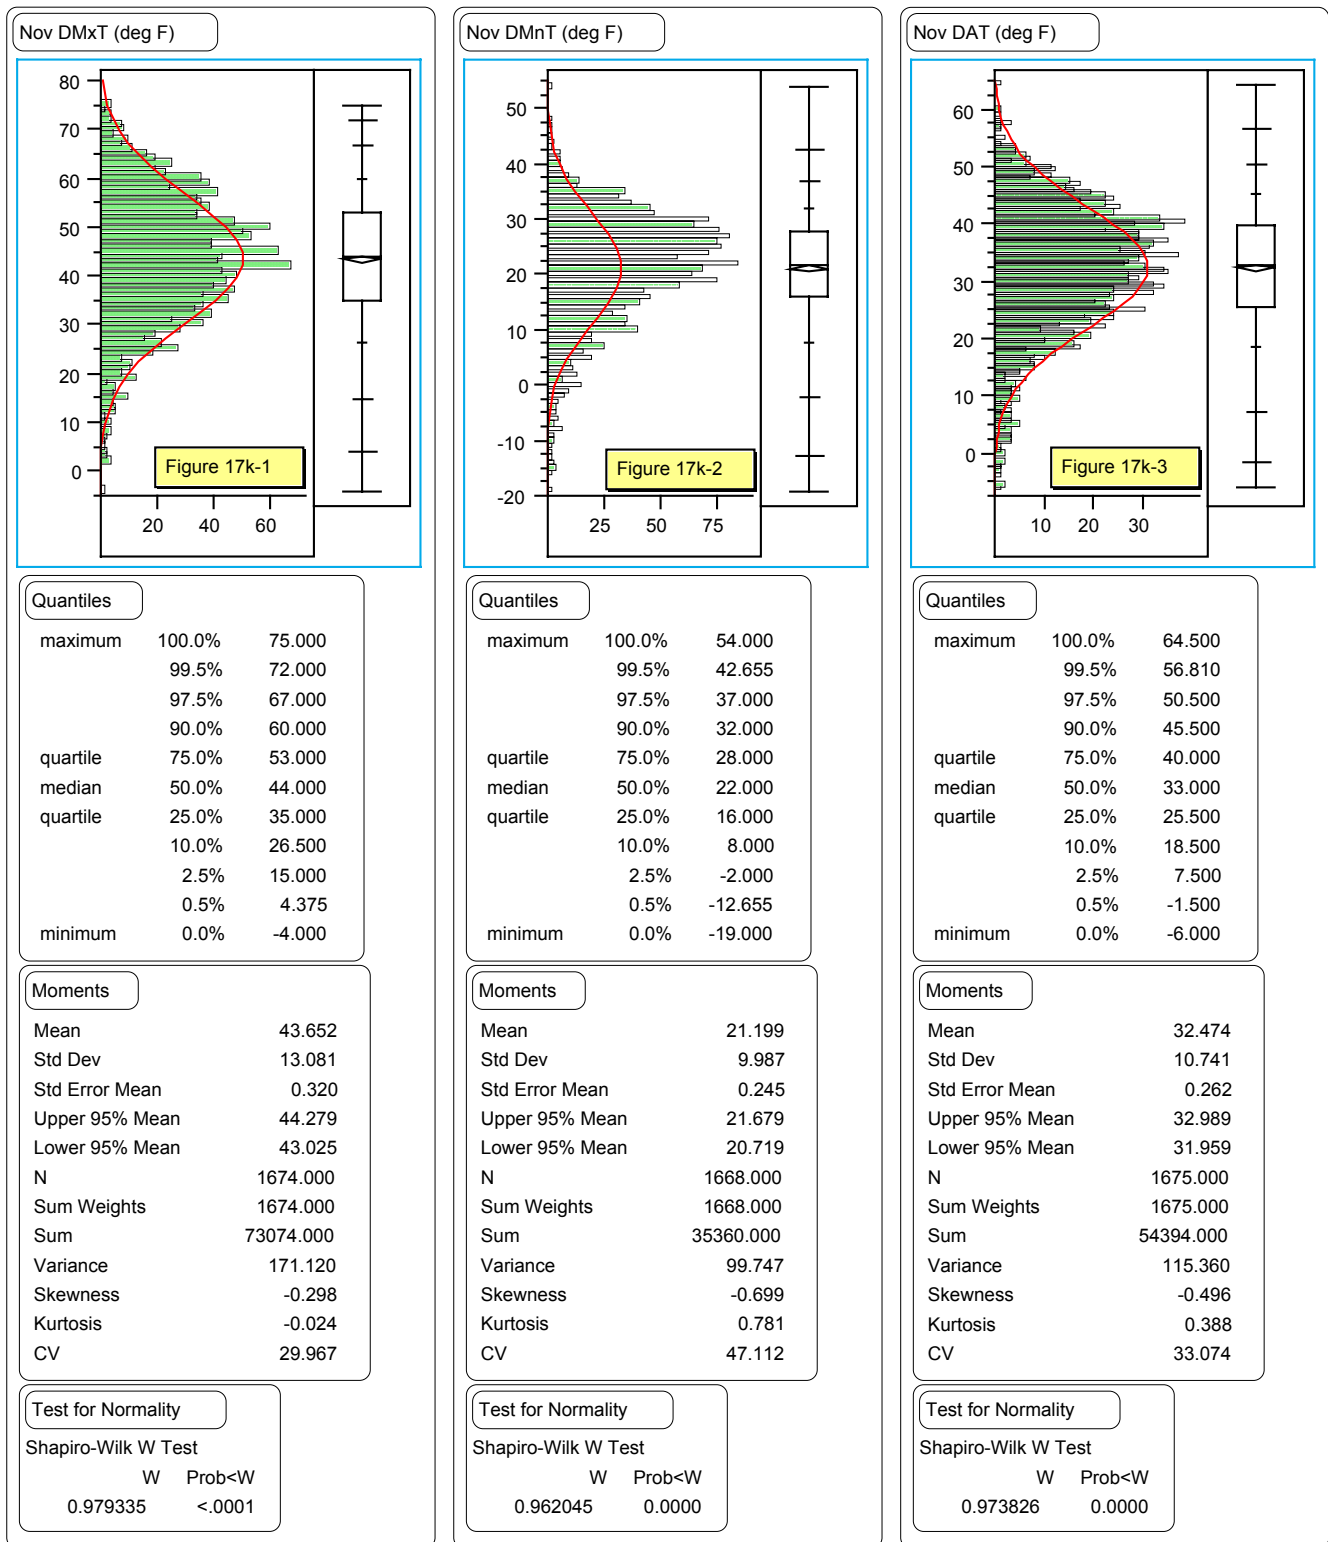 Nov DMxT (deg F)
80
70
60
50
40
30
20
10
0
Figure 17k-1
20 40 60
Quantiles
maximum 100.0% 75.000
99.5% 72.000
97.5% 67.000
90.0% 60.000
quartile 75.0% 53.000
median 50.0% 44.000
quartile 25.0% 35.000
10.0% 26.500
2.5% 15.000
0.5% 4.375
minimum 0.0% -4.000
Moments
Mean 43.652
Std Dev 13.081
Std Error Mean 0.320
Upper 95% Mean 44.279
Lower 95% Mean 43.025
N 1674.000
Sum Weights 1674.000
Sum 73074.000
Variance 171.120
Skewness -0.298
Kurtosis -0.024
CV 29.967
Test for Normality
Shapiro-Wilk W Test
W Prob<W
0.979335 <.0001
Nov DMnT (deg F)
50
40
30
20
10
0
-10
-20
Figure 17k-2
25 50 75
Quantiles
maximum 100.0% 54.000
99.5% 42.655
97.5% 37.000
90.0% 32.000
quartile 75.0% 28.000
median 50.0% 22.000
quartile 25.0% 16.000
10.0% 8.000
2.5% -2.000
0.5% -12.655
minimum 0.0% -19.000
Moments
Mean 21.199
Std Dev 9.987
Std Error Mean 0.245
Upper 95% Mean 21.679
Lower 95% Mean 20.719
N 1668.000
Sum Weights 1668.000
Sum 35360.000
Variance 99.747
Skewness -0.699
Kurtosis 0.781
CV 47.112
Test for Normality
Shapiro-Wilk W Test
W Prob<W
0.962045 0.0000
Nov DAT (deg F)
60
50
40
30
20
10
0
Figure 17k-3
10 20 30
Quantiles
maximum 100.0% 64.500
99.5% 56.810
97.5% 50.500
90.0% 45.500
quartile 75.0% 40.000
median 50.0% 33.000
quartile 25.0% 25.500
10.0% 18.500
2.5% 7.500
0.5% -1.500
minimum 0.0% -6.000
Moments
Mean 32.474
Std Dev 10.741
Std Error Mean 0.262
Upper 95% Mean 32.989
Lower 95% Mean 31.959
N 1675.000
Sum Weights 1675.000
Sum 54394.000
Variance 115.360
Skewness -0.496
Kurtosis 0.388
CV 33.074
Test for Normality
Shapiro-Wilk W Test
W Prob<W
0.973826 0.0000